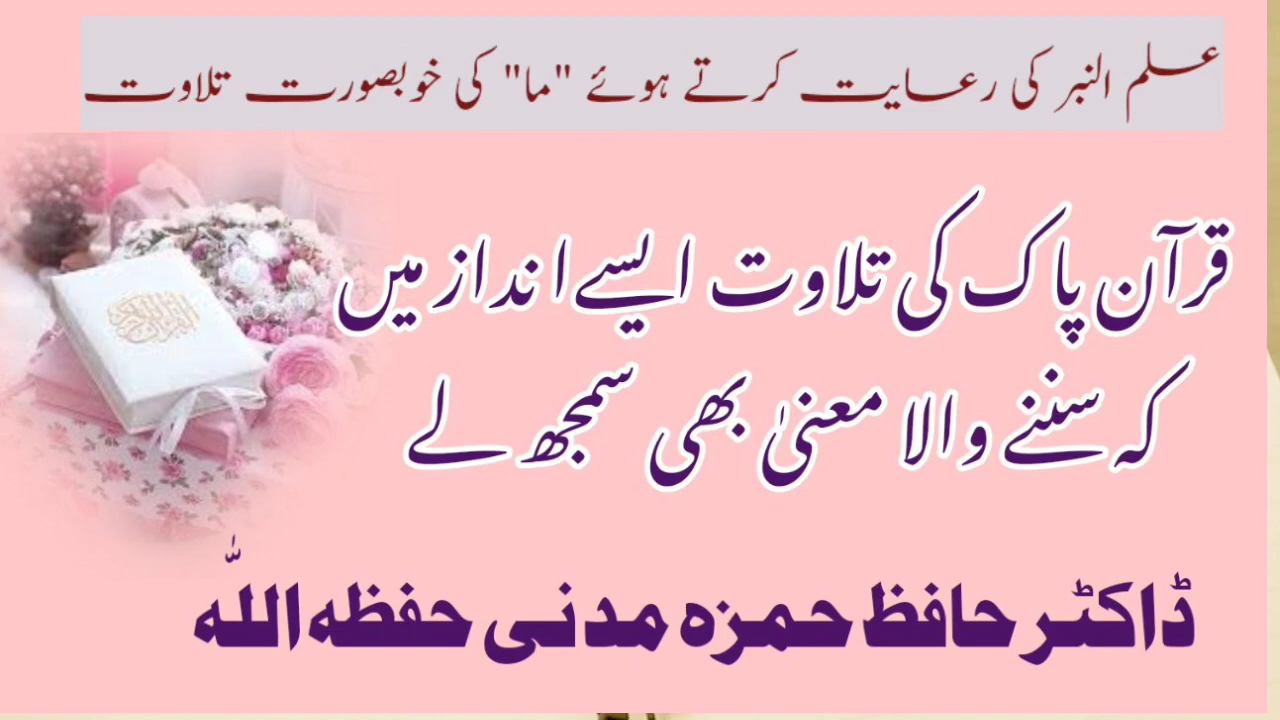 علم النبر کی رعایت کرتے ہوئے "ما" کی خوبصورت تلاوت
قرآن پاک کی تلاوت ایسے انداز میں
کہ سننے والا معنیٰ بھی سمجھ لے
ڈاکٹر حافظ حمزہ مدنی حفظہ اللہ